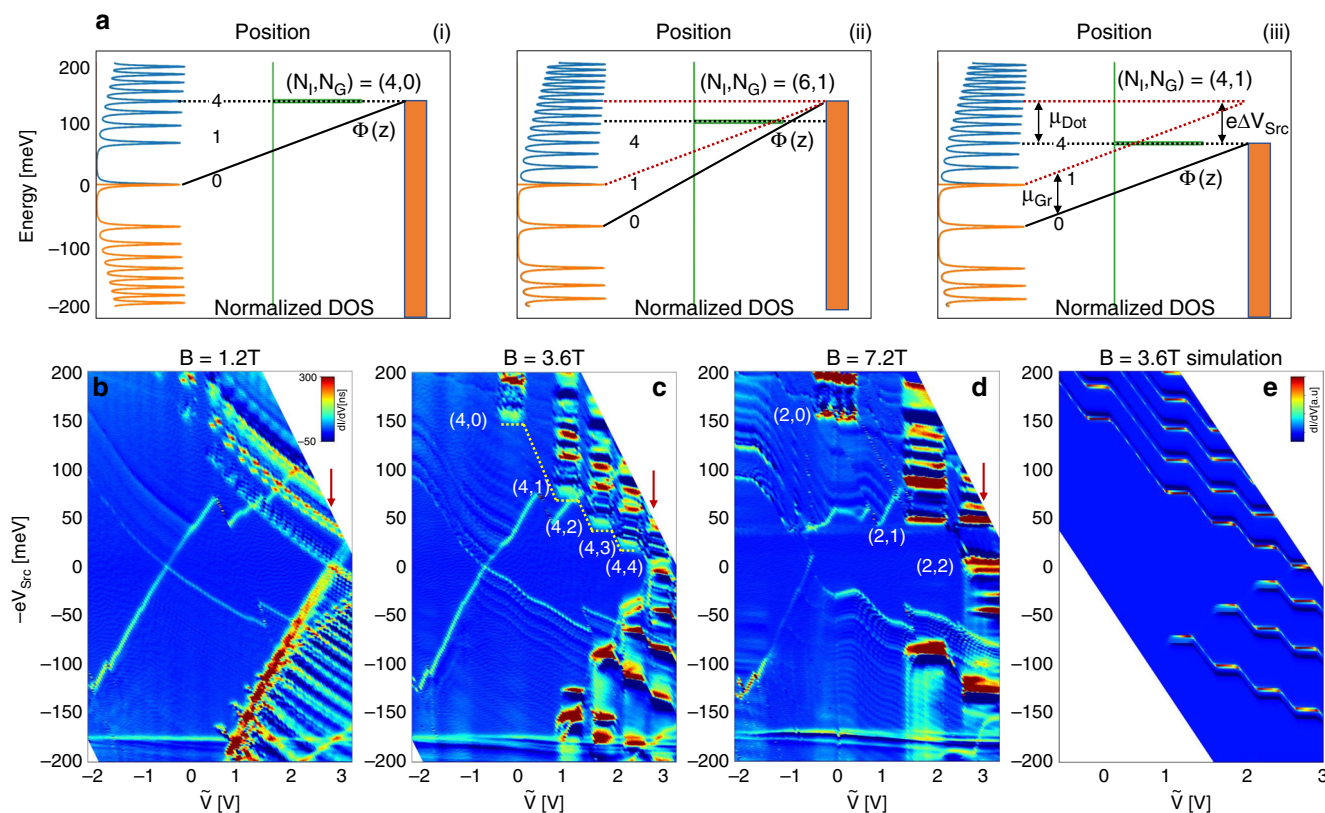 a
Position (i)
Position (ii)
Position (iii)
Energy [meV]
200
100
0
−100
−200
(N_I,N_G) = (4,0)
4
1
0
Φ(z)
Normalized DOS
(N_I,N_G) = (6,1)
4
1
0
Φ(z)
Normalized DOS
(N_I,N_G) = (4,1)
μ_Dot
eΔV_Src
4
1
μ_Gr
0
Φ(z)
Normalized DOS
B = 1.2T
B = 3.6T
B = 7.2T
B = 3.6T simulation
−eV_Src [meV]
200
150
100
50
0
−50
−100
−150
−200
b
300
−50
dI/dV[ns]
−2 −1 0 1 2 3
Ṽ [V]
200
150
100
50
0
−50
−100
−150
−200
c
(4,0)
(4,1)
(4,2)
(4,3)
(4,4)
−2 −1 0 1 2 3
Ṽ [V]
200
150
100
50
0
−50
−100
−150
−200
d
(2,0)
(2,1)
(2,2)
−2 −1 0 1 2 3
Ṽ [V]
200
150
100
50
0
−50
−100
−150
−200
e
dI/dV[a.u]
0 1 2 3
Ṽ [V]